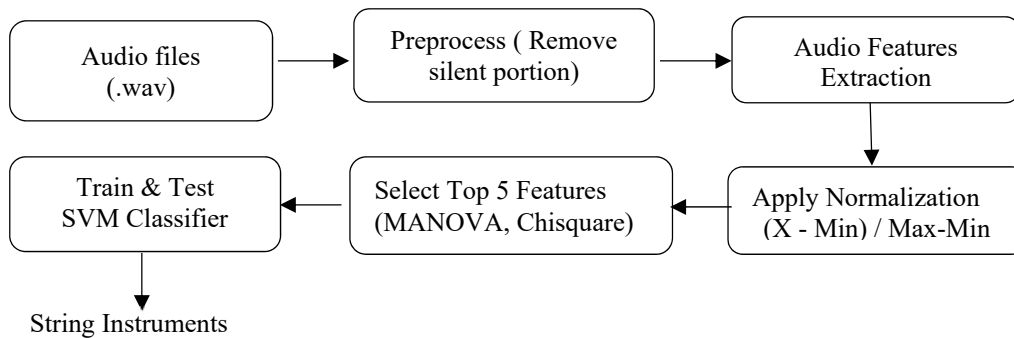 Audio files
(.wav)
Preprocess ( Remove
silent portion)
Audio Features
Extraction
Apply Normalization
(X - Min) / Max-Min
Select Top 5 Features
(MANOVA, Chisquare)
Train & Test
SVM Classifier
String Instruments